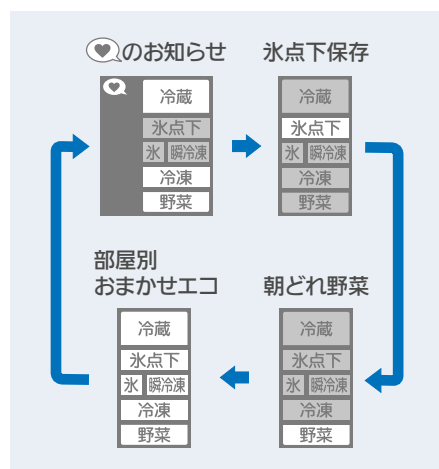 のお知らせ
氷点下保存
冷蔵
氷点下
氷 瞬冷凍
冷凍
野菜
冷蔵
氷点下
氷 瞬冷凍
冷凍
野菜
部屋別
おまかせエコ
朝どれ野菜
冷蔵
氷点下
氷 瞬冷凍
冷凍
野菜
冷蔵
氷点下
氷 瞬冷凍
冷凍
野菜